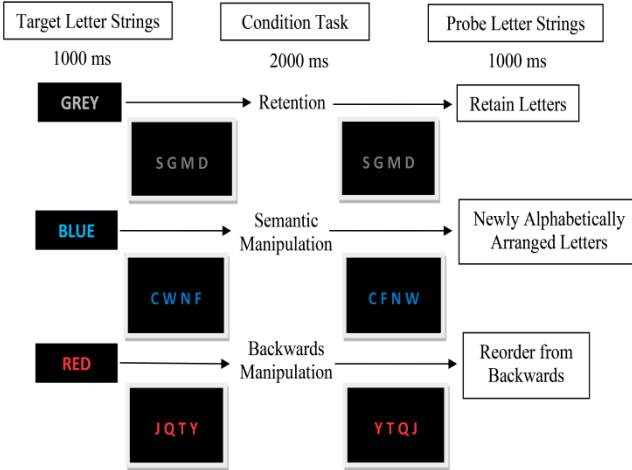 Target Letter Strings
Condition Task
Probe Letter Strings
1000 ms
2000 ms
1000 ms
GREY
Retention
Retain Letters
S G M D
S G M D
BLUE
Semantic
Manipulation
Newly Alphabetically
Arranged Letters
C W N F
C F N W
RED
Backwards
Manipulation
Reorder from
Backwards
J Q T Y
Y T Q J